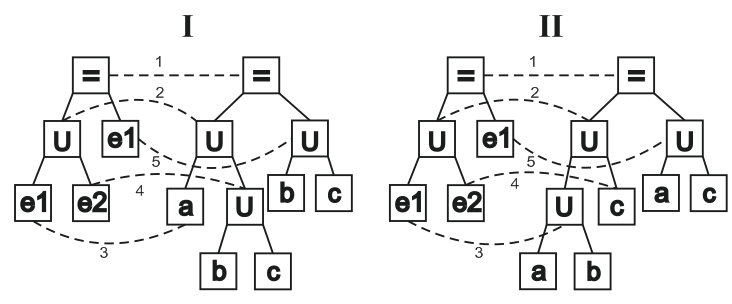 I II
1 1
= = = =
2 2
U e1 U U U e1 U U
5 5
4 4
e1 e2 a U b c e1 e2 U c a c
3 3
b c a b